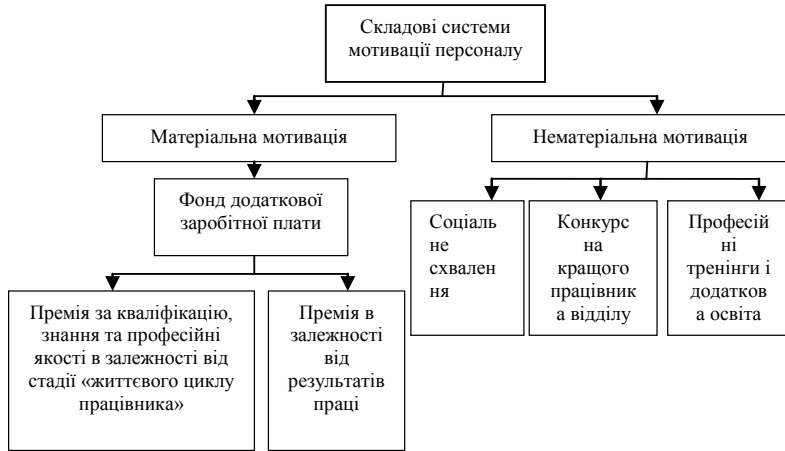 Складові системи
мотивації персоналу
Матеріальна мотивація
Нематеріальна мотивація
Фонд додаткової
заробітної плати
Соціаль
не
схвален
ня
Конкурс
на
кращого
працівник
а відділу
Професій
ні
тренінги і
додатков
а освіта
Премія за кваліфікацію,
знання та професійні
якості в залежності від
стадії «життєвого циклу
працівника»
Премія в
залежності
від
результатів
праці